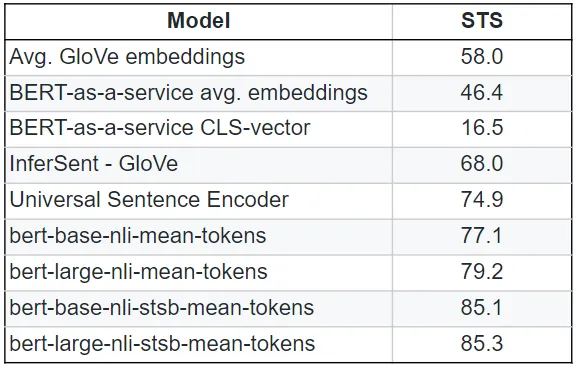 Model STS
Avg. GloVe embeddings 58.0
BERT-as-a-service avg. embeddings 46.4
BERT-as-a-service CLS-vector 16.5
InferSent - GloVe 68.0
Universal Sentence Encoder 74.9
bert-base-nli-mean-tokens 77.1
bert-large-nli-mean-tokens 79.2
bert-base-nli-stsb-mean-tokens 85.1
bert-large-nli-stsb-mean-tokens 85.3